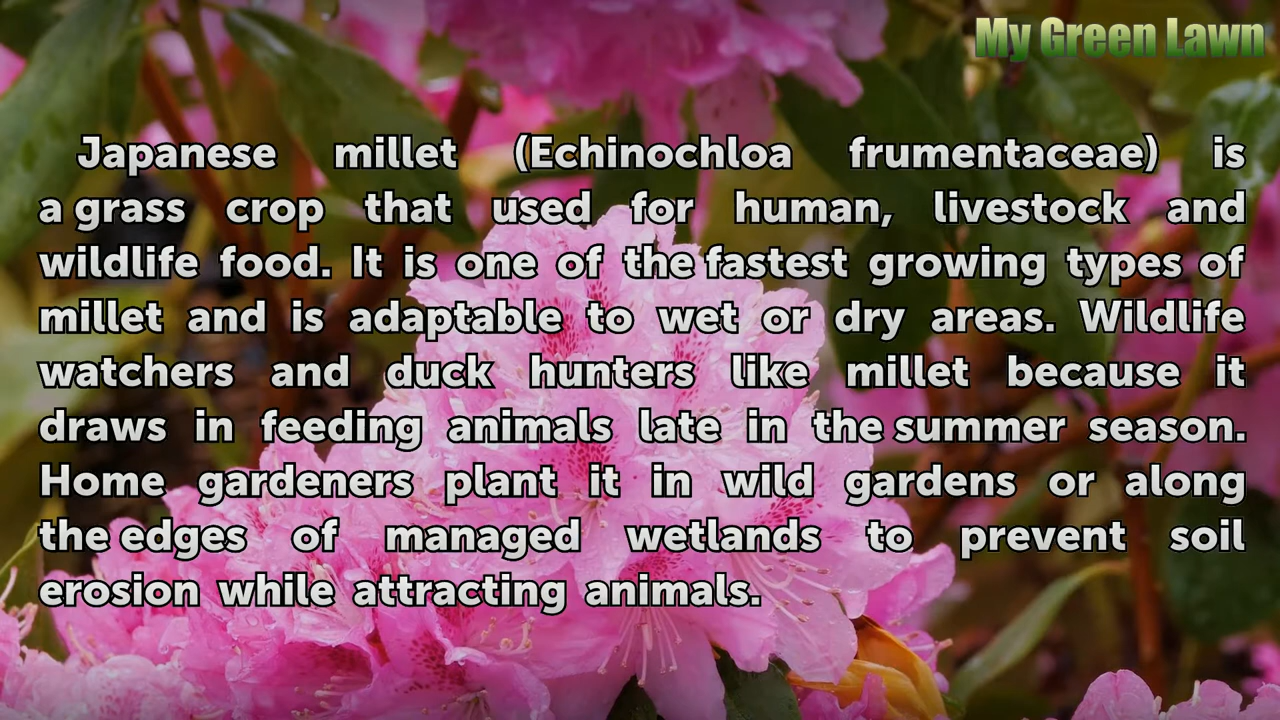 My Green Lawn
Japanese millet (Echinochloa frumentaceae) is
a grass crop that used for human, livestock and
wildlife food. It is one of the fastest growing types of
millet and is adaptable to wet or dry areas. Wildlife
watchers and duck hunters like millet because it
draws in feeding animals late in the summer season.
Home gardeners plant it in wild gardens or along
the edges of managed wetlands to prevent soil
erosion while attracting animals.